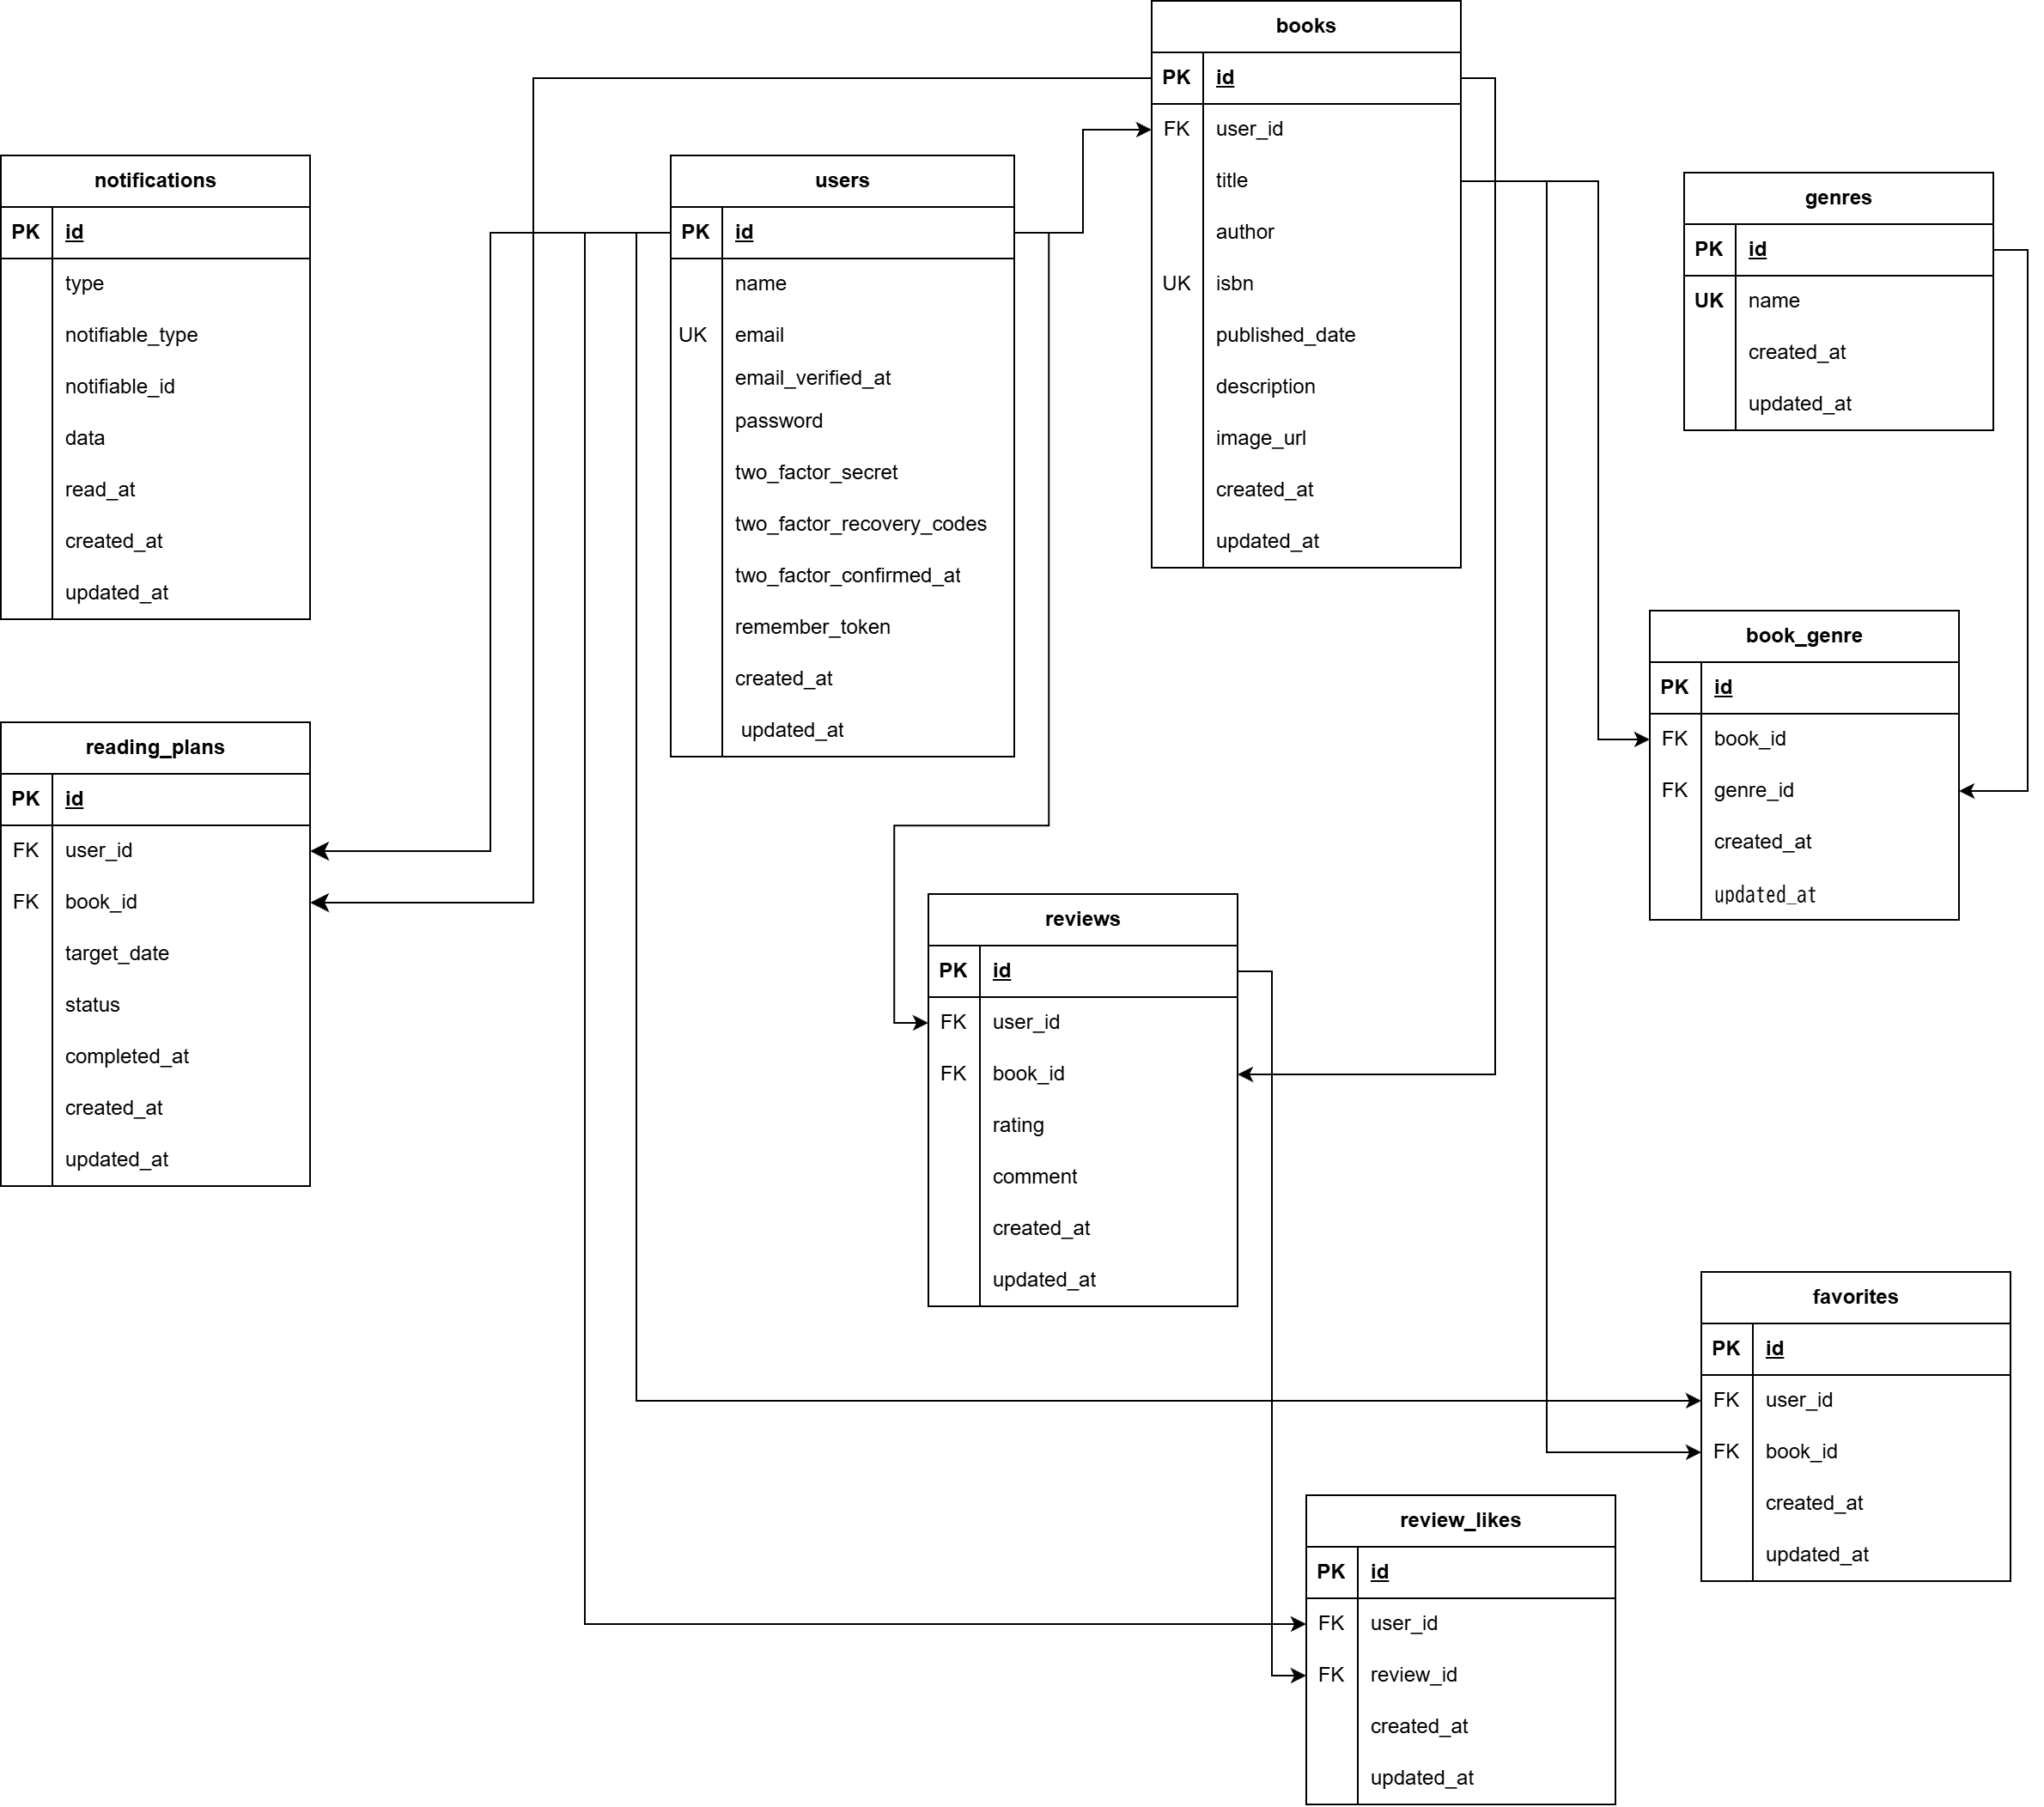 books
PK id
FK user_id
title
author
UK isbn
published_date
description
image_url
created_at
updated_at
notifications
PK id
type
notifiable_type
notifiable_id
data
read_at
created_at
updated_at
users
PK id
name
UK email
email_verified_at
password
two_factor_secret
two_factor_recovery_codes
two_factor_confirmed_at
remember_token
created_at
updated_at
genres
PK id
UK name
created_at
updated_at
book_genre
PK id
FK book_id
FK genre_id
created_at
updated_at
reading_plans
PK id
FK user_id
FK book_id
target_date
status
completed_at
created_at
updated_at
reviews
PK id
FK user_id
FK book_id
rating
comment
created_at
updated_at
favorites
PK id
FK user_id
FK book_id
created_at
updated_at
review_likes
PK id
FK user_id
FK review_id
created_at
updated_at